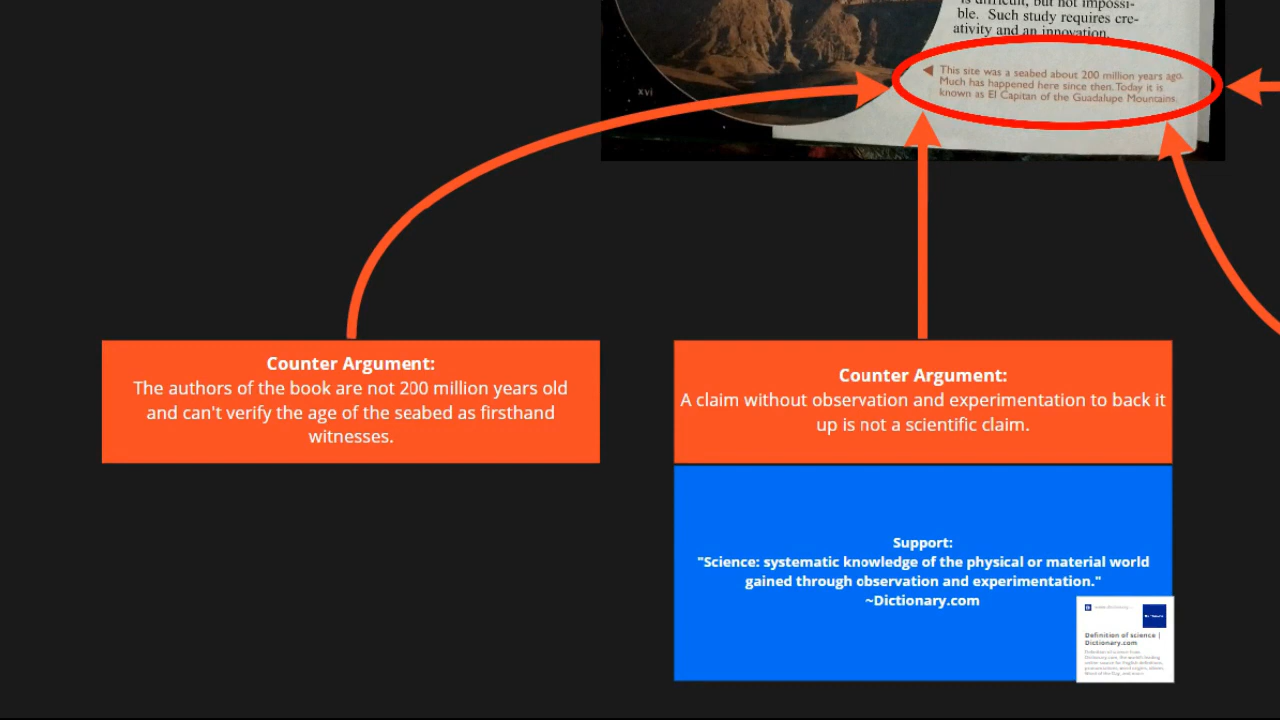 is difficult, but not impossi-
ble. Such study requires cre-
ativity and an innovation.
This site was a seabed about 200 million years ago.
Much has happened here since then. Today it is
known as El Capitan of the Guadalupe Mountains.
xvi
Counter Argument:
The authors of the book are not 200 million years old
and can't verify the age of the seabed as firsthand
witnesses.
Counter Argument:
A claim without observation and experimentation to back it
up is not a scientific claim.
Support:
"Science: systematic knowledge of the physical or material world
gained through observation and experimentation."
~Dictionary.com
Definition of science |
Dictionary.com